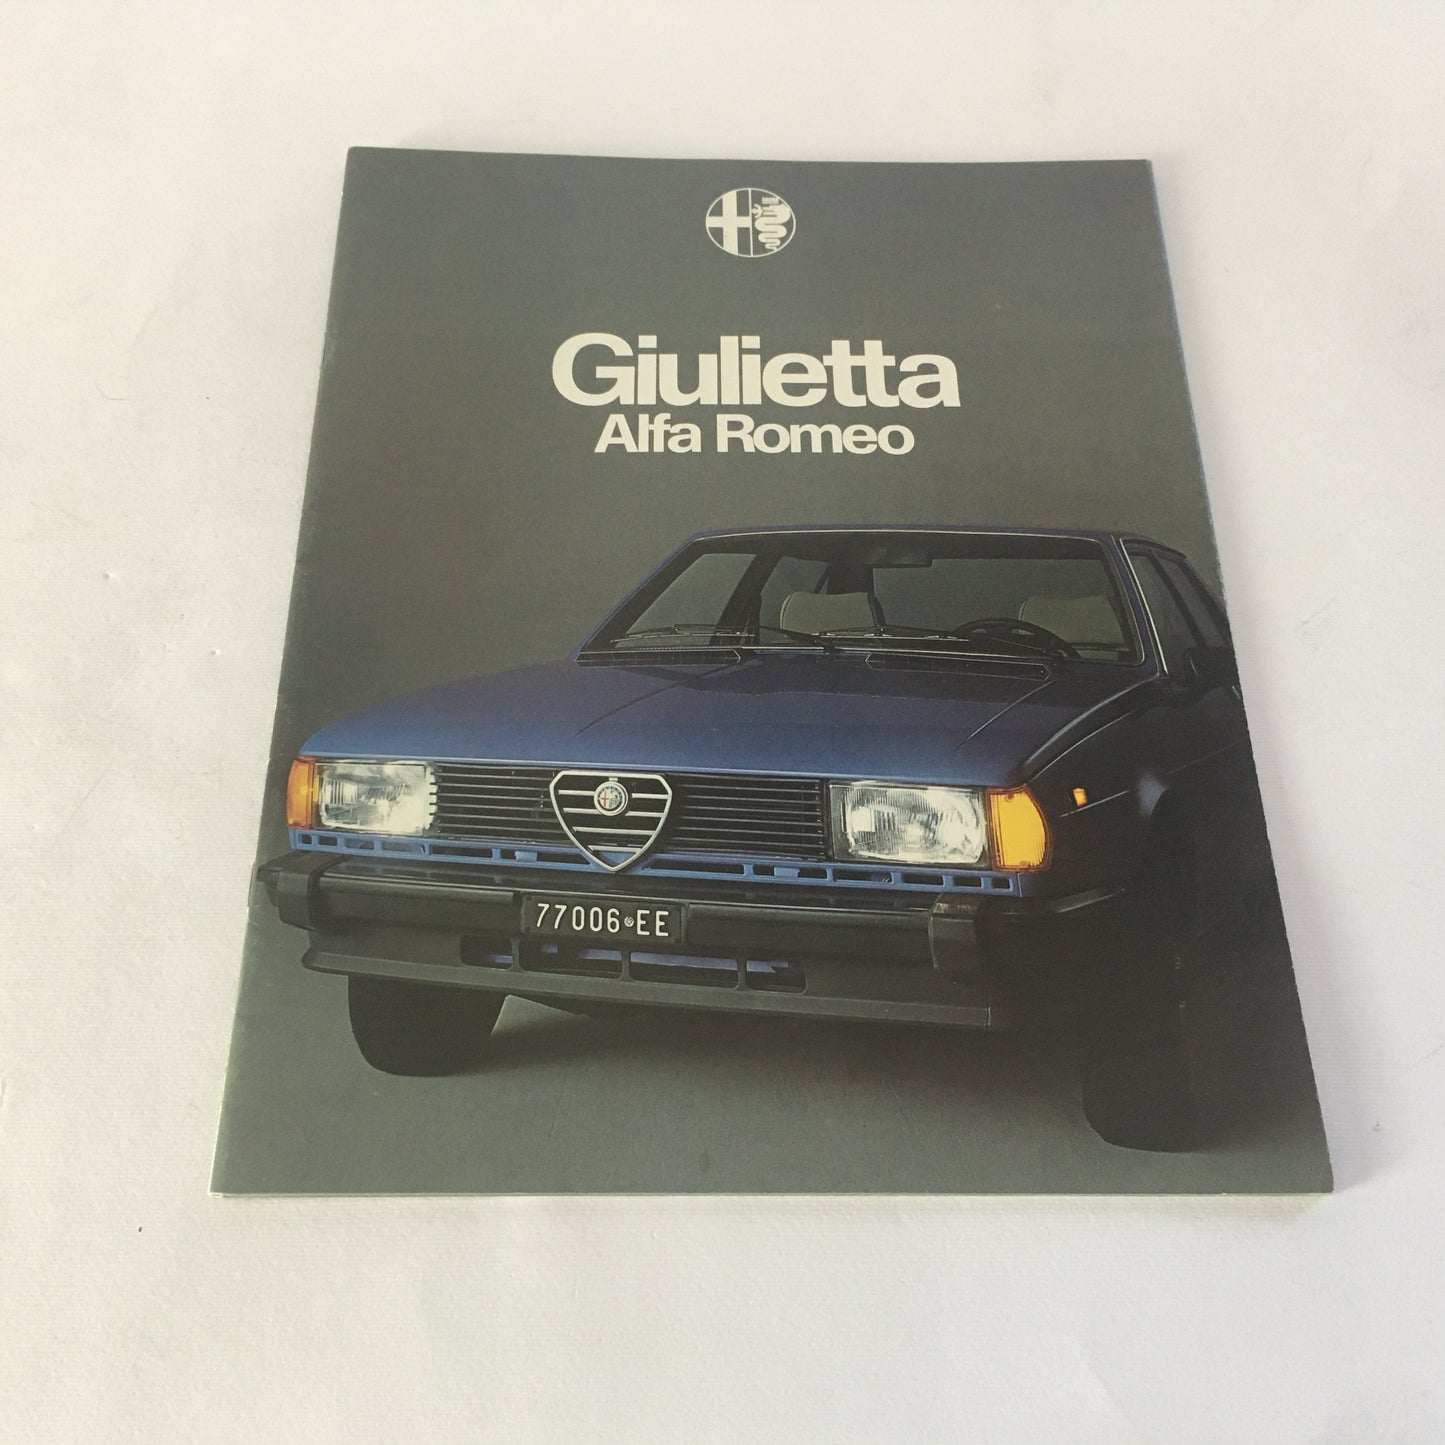 Giulietta
Alfa Romeo
77006 EE